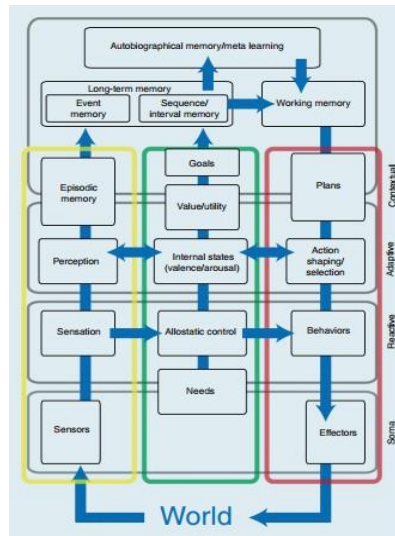 Autobiographical memory/meta learning
Long-term memory
Event
memory
Sequence/
interval memory
Working memory
Goals
Episodic
memory
Value/utility
Plans
Contextual
Perception
Internal states
(valence/arousal)
Action
shaping/
selection
Adaptive
Sensation
Allostatic control
Behaviors
Reactive
Needs
Sensors
Effectors
Soma
World